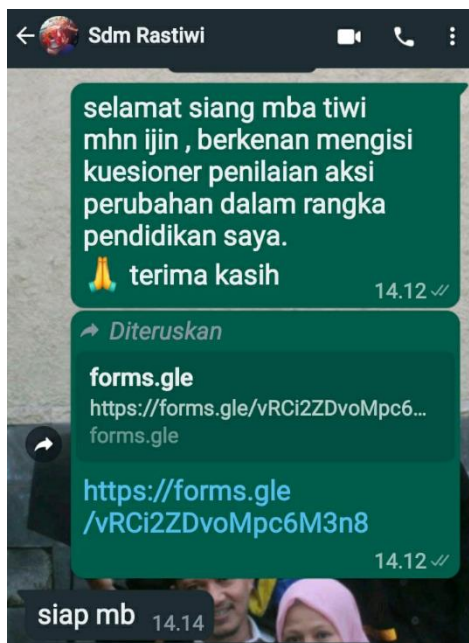 Sdm Rastiwi
selamat siang mba tiwi
mhn ijin , berkenan mengisi
kuesioner penilaian aksi
perubahan dalam rangka
pendidikan saya.
🙏 terima kasih
14.12
Diteruskan
forms.gle
https://forms.gle/vRCi2ZDvoMpc6...
forms.gle
https://forms.gle
/vRCi2ZDvoMpc6M3n8
14.12
siap mb 14.14